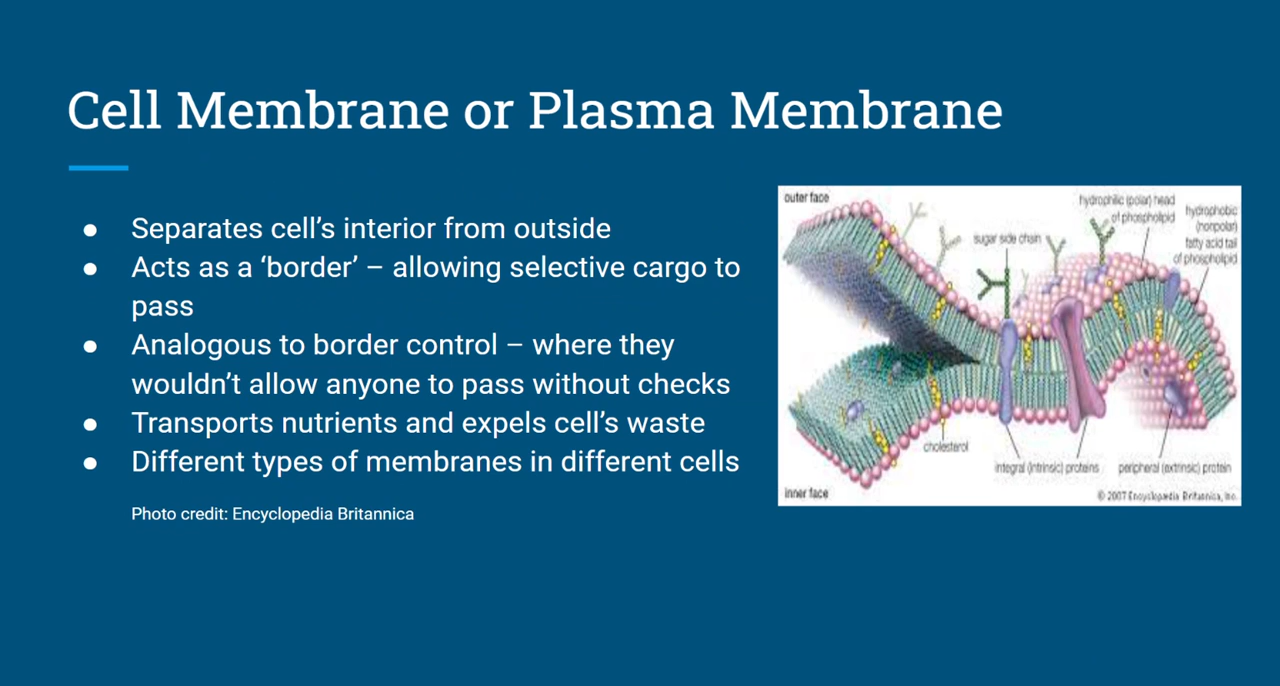 Cell Membrane or Plasma Membrane
● Separates cell’s interior from outside
● Acts as a ‘border’ – allowing selective cargo to
pass
● Analogous to border control – where they
wouldn’t allow anyone to pass without checks
● Transports nutrients and expels cell’s waste
● Different types of membranes in different cells
Photo credit: Encyclopedia Britannica
outer face
sugar side chain
hydrophilic (polar) head
of phospholipid
hydrophobic
(nonpolar)
fatty acid tail
of phospholipid
cholesterol
integral (intrinsic) proteins
peripheral (extrinsic) protein
inner face
© 2007 Encyclopædia Britannica, Inc.